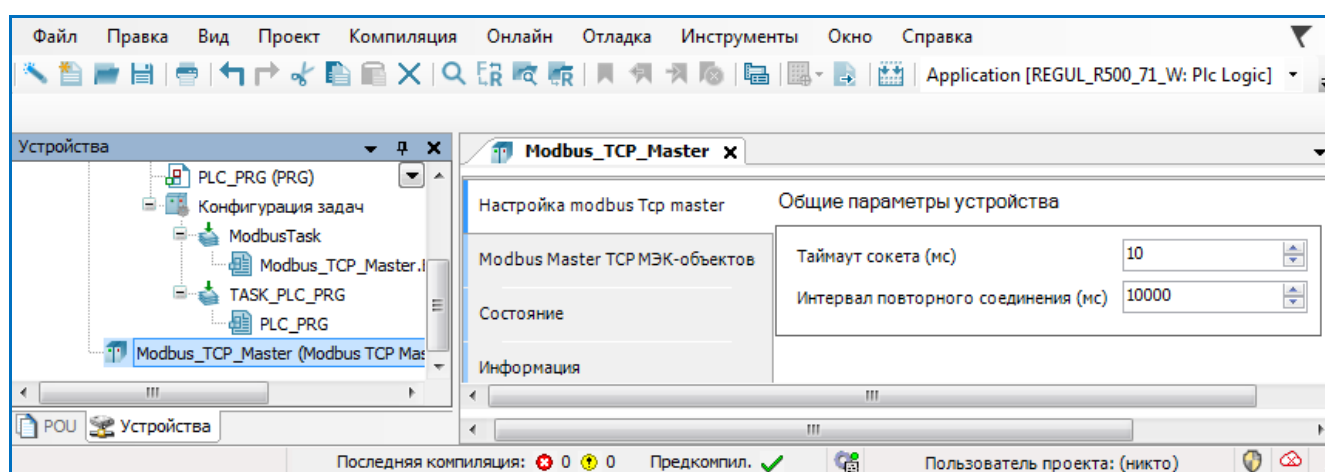 Файл Правка Вид Проект Компиляция Онлайн Отладка Инструменты Окно Справка
Application [REGUL_R500_71_W: Plc Logic]
Устройства
Modbus_TCP_Master
PLC_PRG (PRG)
Конфигурация задач
ModbusTask
Modbus_TCP_Master.
TASK_PLC_PRG
PLC_PRG
Modbus_TCP_Master (Modbus TCP Mas
Настройка modbus Tcp master
Modbus Master TCP МЭК-объектов
Состояние
Информация
Общие параметры устройства
Таймаут сокета (мс) 10
Интервал повторного соединения (мс) 10000
POU Устройства
Последняя компиляция: 0 0 Предкомпил. Пользователь проекта: (никто)